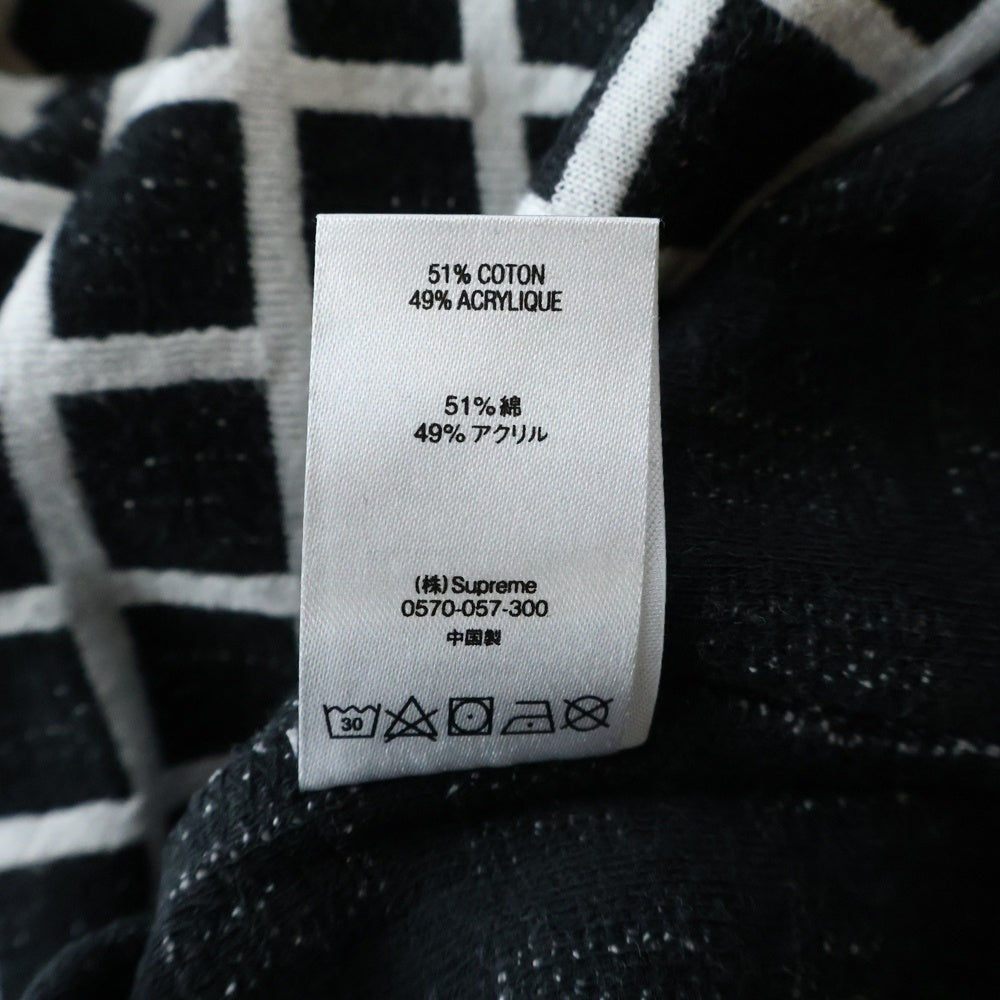 51% COTON
49% ACRYLIQUE
51% 綿
49% アクリル
(株)Supreme
0570-057-300
中国製
30